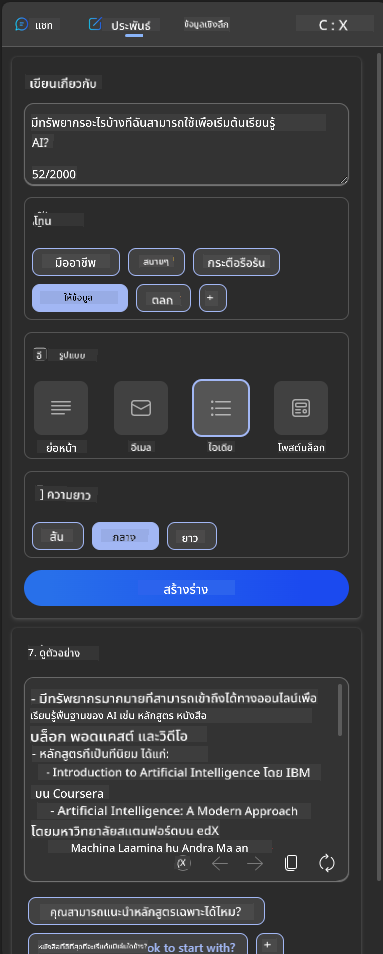 แชท
ประพันธ์
ข้อมูลเชิงลึก
C : X
เขียนเกี่ยวกับ
มีทรัพยากรอะไรบ้างที่ฉันสามารถใช้เพื่อเริ่มต้นเรียนรู้
AI?
52/2000
โทน
มืออาชีพ
สบายๆ
กระตือรือร้น
ให้ข้อมูล
ตลก
+
รูปแบบ
ย่อหน้า
อีเมล
ไอเดีย
โพสต์บล็อก
] ความยาว
สั้น
กลาง
ยาว
สร้างร่าง
7. ดูตัวอย่าง
- มีทรัพยากรมากมายที่สามารถเข้าถึงได้ทางออนไลน์เพื่อ
เรียนรู้พื้นฐานของ AI เช่น หลักสูตร หนังสือ
บล็อก พอดแคสต์ และวิดีโอ
- หลักสูตรที่เป็นที่นิยม ได้แก่:
- Introduction to Artificial Intelligence โดย IBM
บน Coursera
- Artificial Intelligence: A Modern Approach
โดยมหาวิทยาลัยสแตนฟอร์ดบน edX
คุณสามารถแนะนำหลักสูตรเฉพาะได้ไหม?
ok to start with?
+